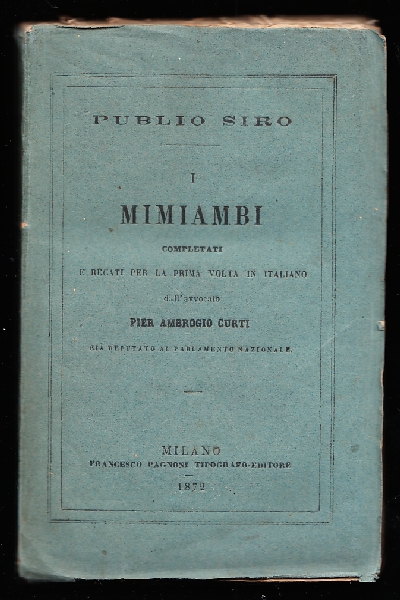 PUBLIO SIRO
I
MIMIAMBI
COMPLETATI
E RECATI PER LA PRIMA VOLTA IN ITALIANO
dall'avvocato
PIER AMBROGIO CURTI
GIÀ DEPUTATO AL PARLAMENTO NAZIONALE.
MILANO
FRANCESCO PAGNONI TIPOGRAFO-EDITORE
1872